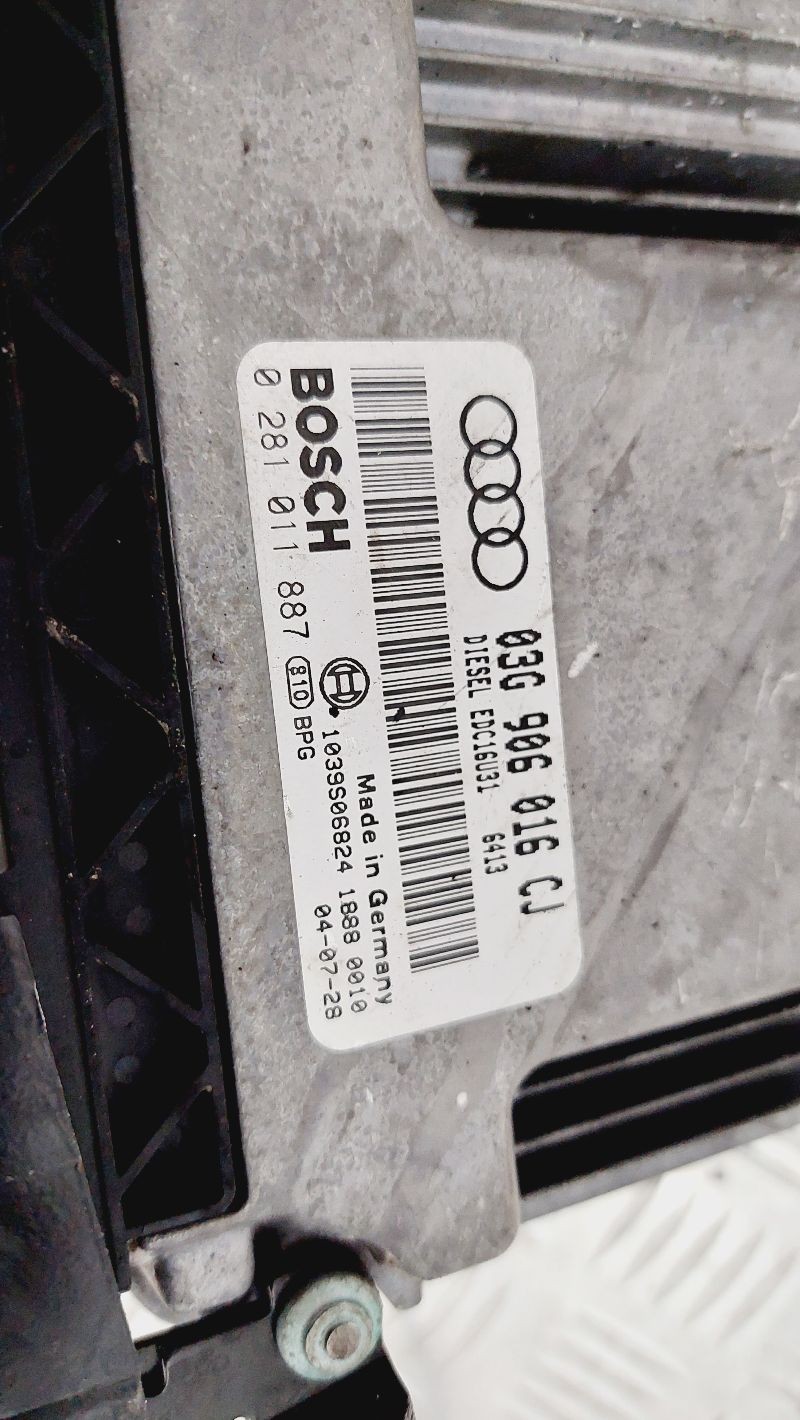 03G 906 016 CJ
DIESEL EDC16U31 6413
Made in Germany
BOSCH
1039S06824 1888 0010
0 281 011 887 810 BPG 04-07-28